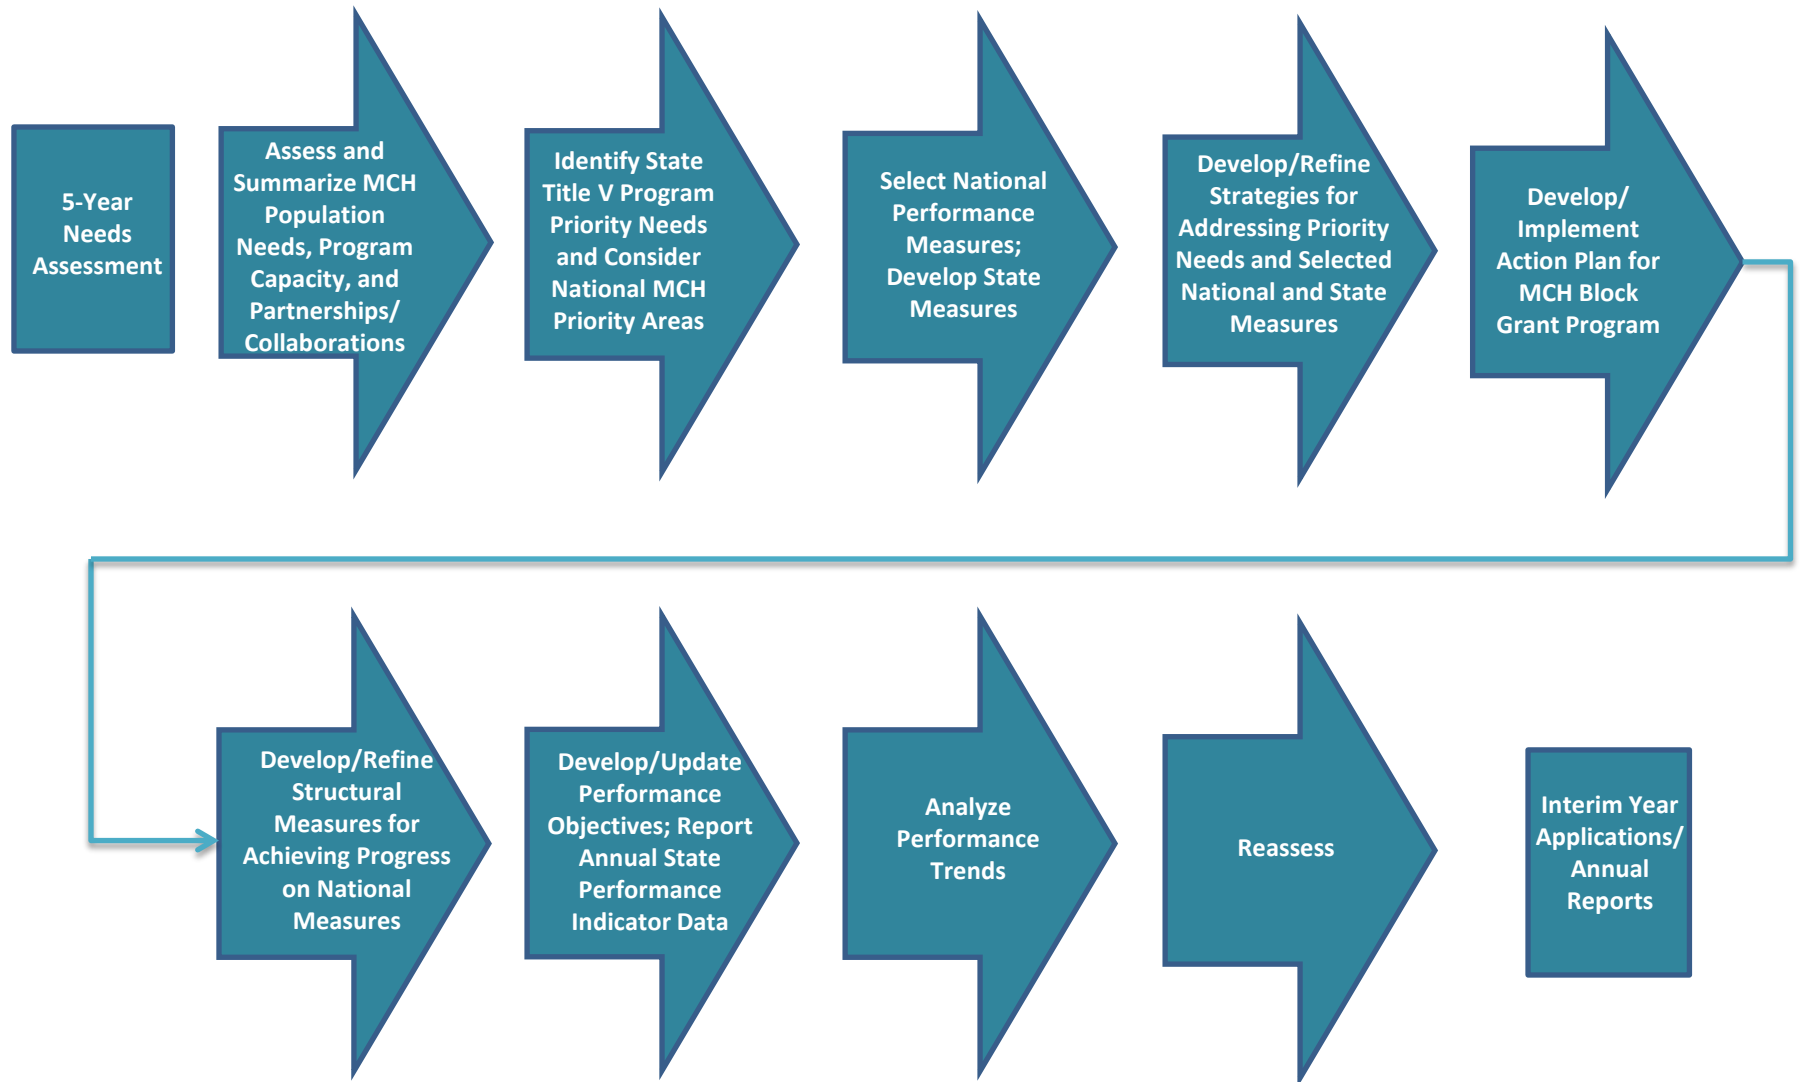 5-Year
Needs
Assessment
Assess and
Summarize MCH
Population
Needs, Program
Capacity, and
Partnerships/
Collaborations
Identify State
Title V Program
Priority Needs
and Consider
National MCH
Priority Areas
Select National
Performance
Measures;
Develop State
Measures
Develop/Refine
Strategies for
Addressing Priority
Needs and Selected
National and State
Measures
Develop/
Implement
Action Plan for
MCH Block
Grant Program
Develop/Refine
Structural
Measures for
Achieving Progress
on National
Measures
Develop/Update
Performance
Objectives; Report
Annual State
Performance
Indicator Data
Analyze
Performance
Trends
Reassess
Interim Year
Applications/
Annual
Reports